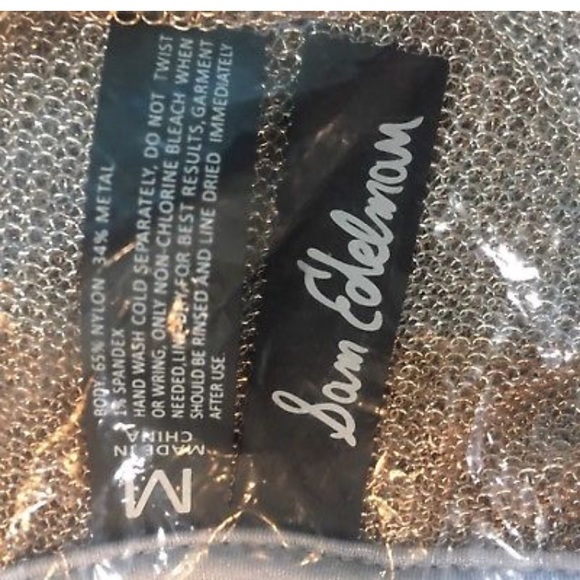 BODY: 65% NYLON 34% METAL
1% SPANDEX
HAND WASH COLD SEPARATELY, DO NOT TWIST
OR WRING. ONLY NON-CHLORINE BLEACH WHEN
NEEDED, LINE DRY. FOR BEST RESULTS, GARMENT
SHOULD BE RINSED AND LINE DRIED IMMEDIATELY
AFTER USE.
MADE IN
CHINA
M
Sam Edelman